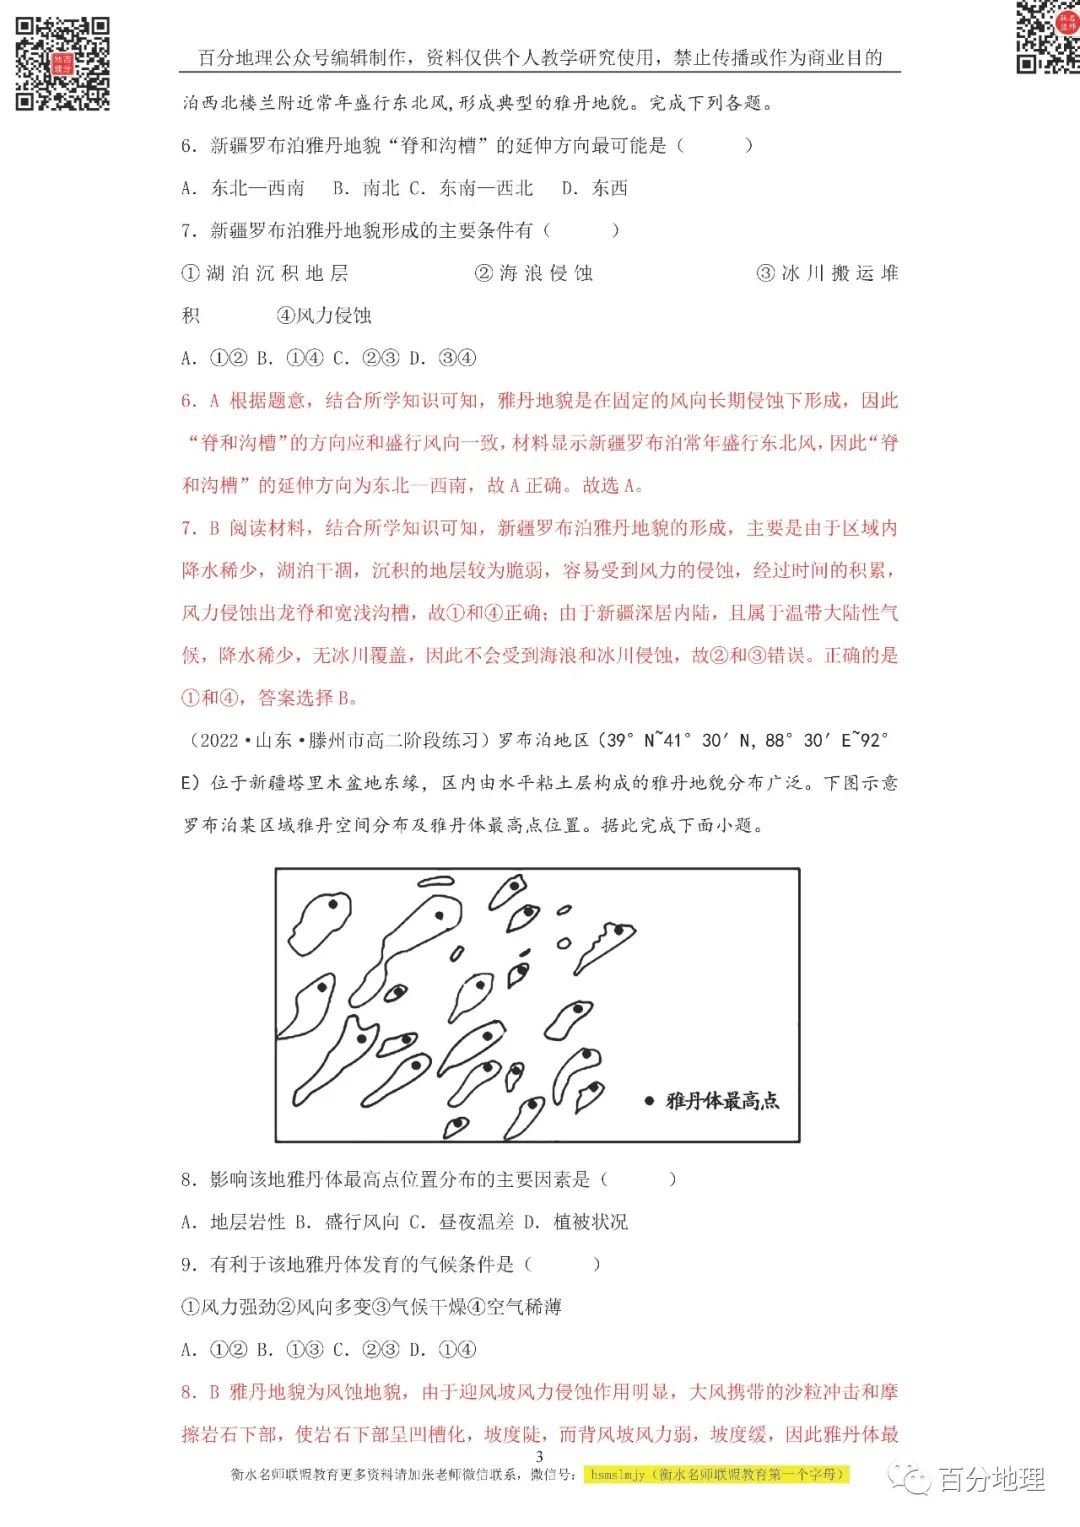 百分地理公众号编辑制作，资料仅供个人教学研究使用，禁止传播或作为商业目的
泊西北楼兰附近常年盛行东北风,形成典型的雅丹地貌。完成下列各题。
6．新疆罗布泊雅丹地貌“脊和沟槽”的延伸方向最可能是（　　）
A．东北—西南 B．南北 C．东南—西北 D．东西
7．新疆罗布泊雅丹地貌形成的主要条件有（　　）
①湖泊沉积地层 ②海浪侵蚀 ③冰川搬运堆
积 ④风力侵蚀
A．①② B．①④ C．②③ D．③④
6．A 根据题意，结合所学知识可知，雅丹地貌是在固定的风向长期侵蚀下形成，因此
“脊和沟槽”的方向应和盛行风向一致，材料显示新疆罗布泊常年盛行东北风，因此“脊
和沟槽”的延伸方向为东北--西南，故A正确。故选A。
7．B 阅读材料，结合所学知识可知，新疆罗布泊雅丹地貌的形成，主要是由于区域内
降水稀少，湖泊干涸，沉积的地层较为脆弱，容易受到风力的侵蚀，经过时间的积累，
风力侵蚀出龙脊和宽浅沟槽，故①和④正确；由于新疆深居内陆，且属于温带大陆性气
候，降水稀少，无冰川覆盖，因此不会受到海浪和冰川侵蚀，故②和③错误。正确的是
①和④，答案选择B。
（2022·山东·滕州市高二阶段练习）罗布泊地区（39°N~41°30′N，88°30′E~92°
E）位于新疆塔里木盆地东缘，区内由水平粘土层构成的雅丹地貌分布广泛。下图示意
罗布泊某区域雅丹空间分布及雅丹体最高点位置。据此完成下面小题。
● 雅丹体最高点
8．影响该地雅丹体最高点位置分布的主要因素是（　　）
A．地层岩性 B．盛行风向 C．昼夜温差 D．植被状况
9．有利于该地雅丹体发育的气候条件是（　　）
①风力强劲②风向多变③气候干燥④空气稀薄
A．①② B．①③ C．②③ D．①④
8．B 雅丹地貌为风蚀地貌，由于迎风坡风力侵蚀作用明显，大风携带的沙粒冲击和摩
擦岩石下部，使岩石下部呈凹槽化，坡度陡，而背风坡风力弱，坡度缓，因此雅丹体最
3
衡水名师联盟教育更多资料请加张老师微信联系，微信号： hsmslmjy（衡水名师联盟教育第一个字母）
百分地理